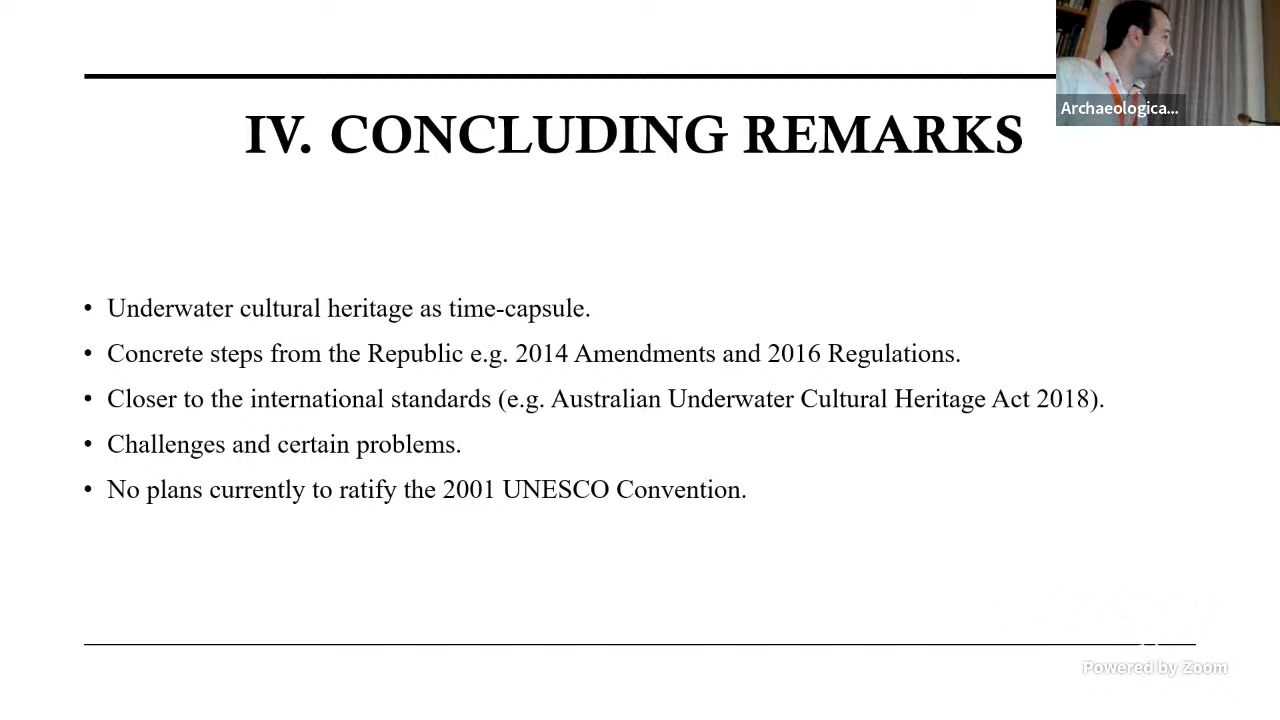 Archaeologica...
IV. CONCLUDING REMARKS
• Underwater cultural heritage as time-capsule.
• Concrete steps from the Republic e.g. 2014 Amendments and 2016 Regulations.
• Closer to the international standards (e.g. Australian Underwater Cultural Heritage Act 2018).
• Challenges and certain problems.
• No plans currently to ratify the 2001 UNESCO Convention.
Powered by Zoom